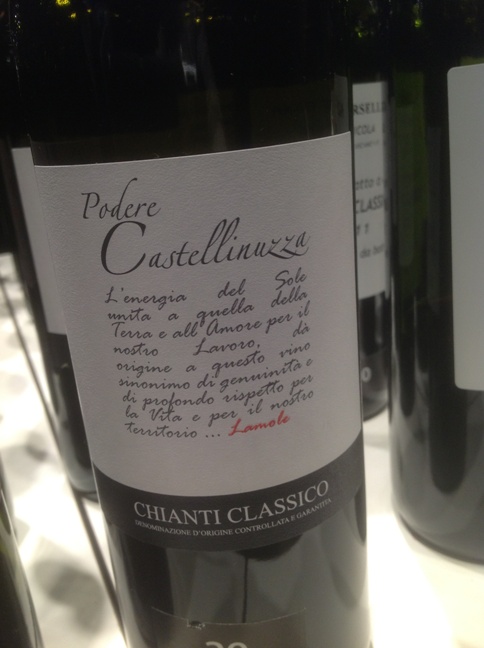 Podere
Castellinuzza
L'energia del Sole
unita a quella della
Terra e all'Amore per il
nostro Lavoro, dà
origine a questo vino
sinonimo di genuinità e
di profondo rispetto per
la Vita e per il nostro
territorio ... Lamole
CHIANTI CLASSICO
DENOMINAZIONE D'ORIGINE CONTROLLATA E GARANTITA